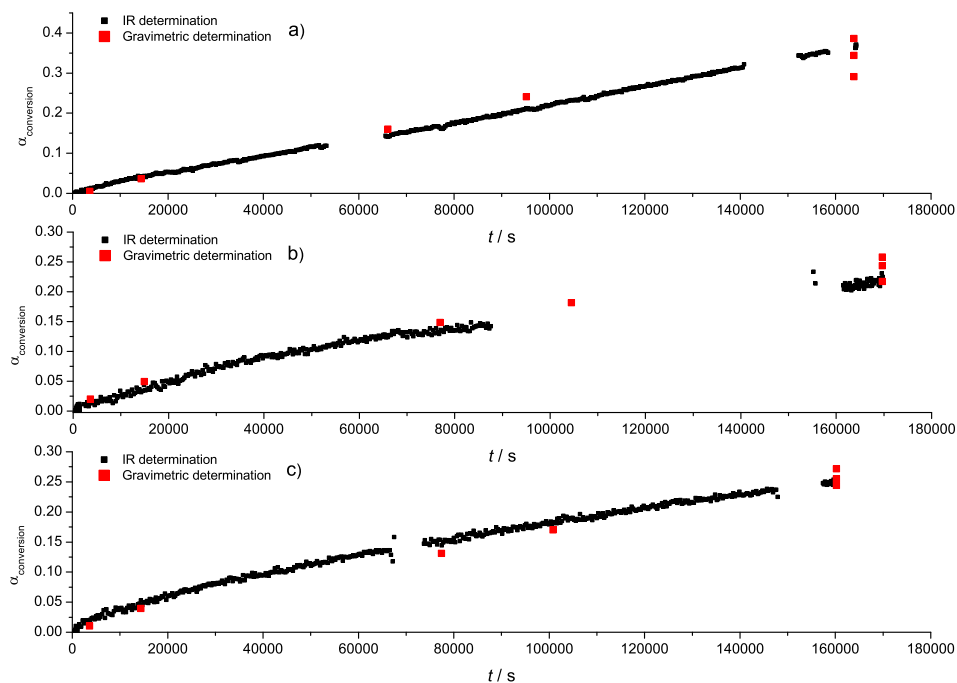 IR determination
Gravimetric determination
a)
0.4
0.3
0.2
0.1
0.0
αconversion
0 20000 40000 60000 80000 100000 120000 140000 160000 180000
t / s
IR determination
Gravimetric determination
b)
0.30
0.25
0.20
0.15
0.10
0.05
0.00
αconversion
0 20000 40000 60000 80000 100000 120000 140000 160000 180000
t / s
IR determination
Gravimetric determination
c)
0.30
0.25
0.20
0.15
0.10
0.05
0.00
αconversion
0 20000 40000 60000 80000 100000 120000 140000 160000 180000
t / s